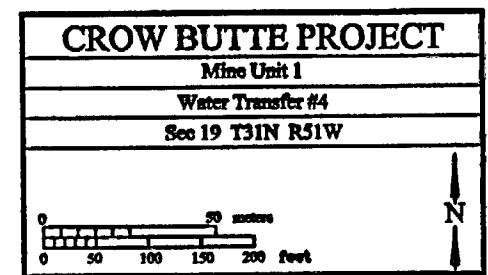 CROW BUTTE PROJECT
Mine Unit 1
Water Transfer #4
Sec 19 T31N R51W
0 50 meters
N
0 50 100 150 200 feet